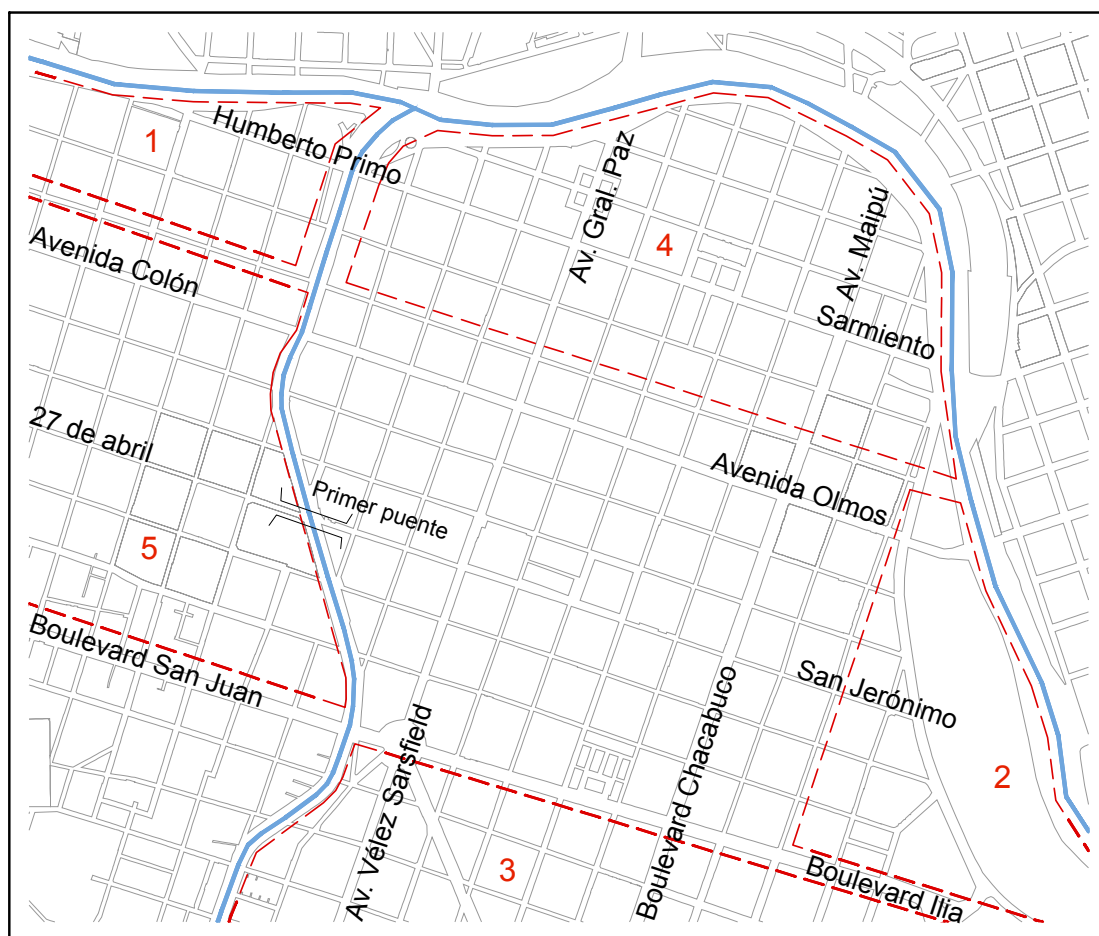 1
Humberto Primo
Av. Gral. Paz
4
Av. Maipú
Avenida Colón
Sarmiento
27 de abril
Avenida Olmos
Primer puente
5
Boulevard San Juan
San Jerónimo
Av. Vélez Sarsfield
Boulevard Chacabuco
2
3
Boulevard Ilia